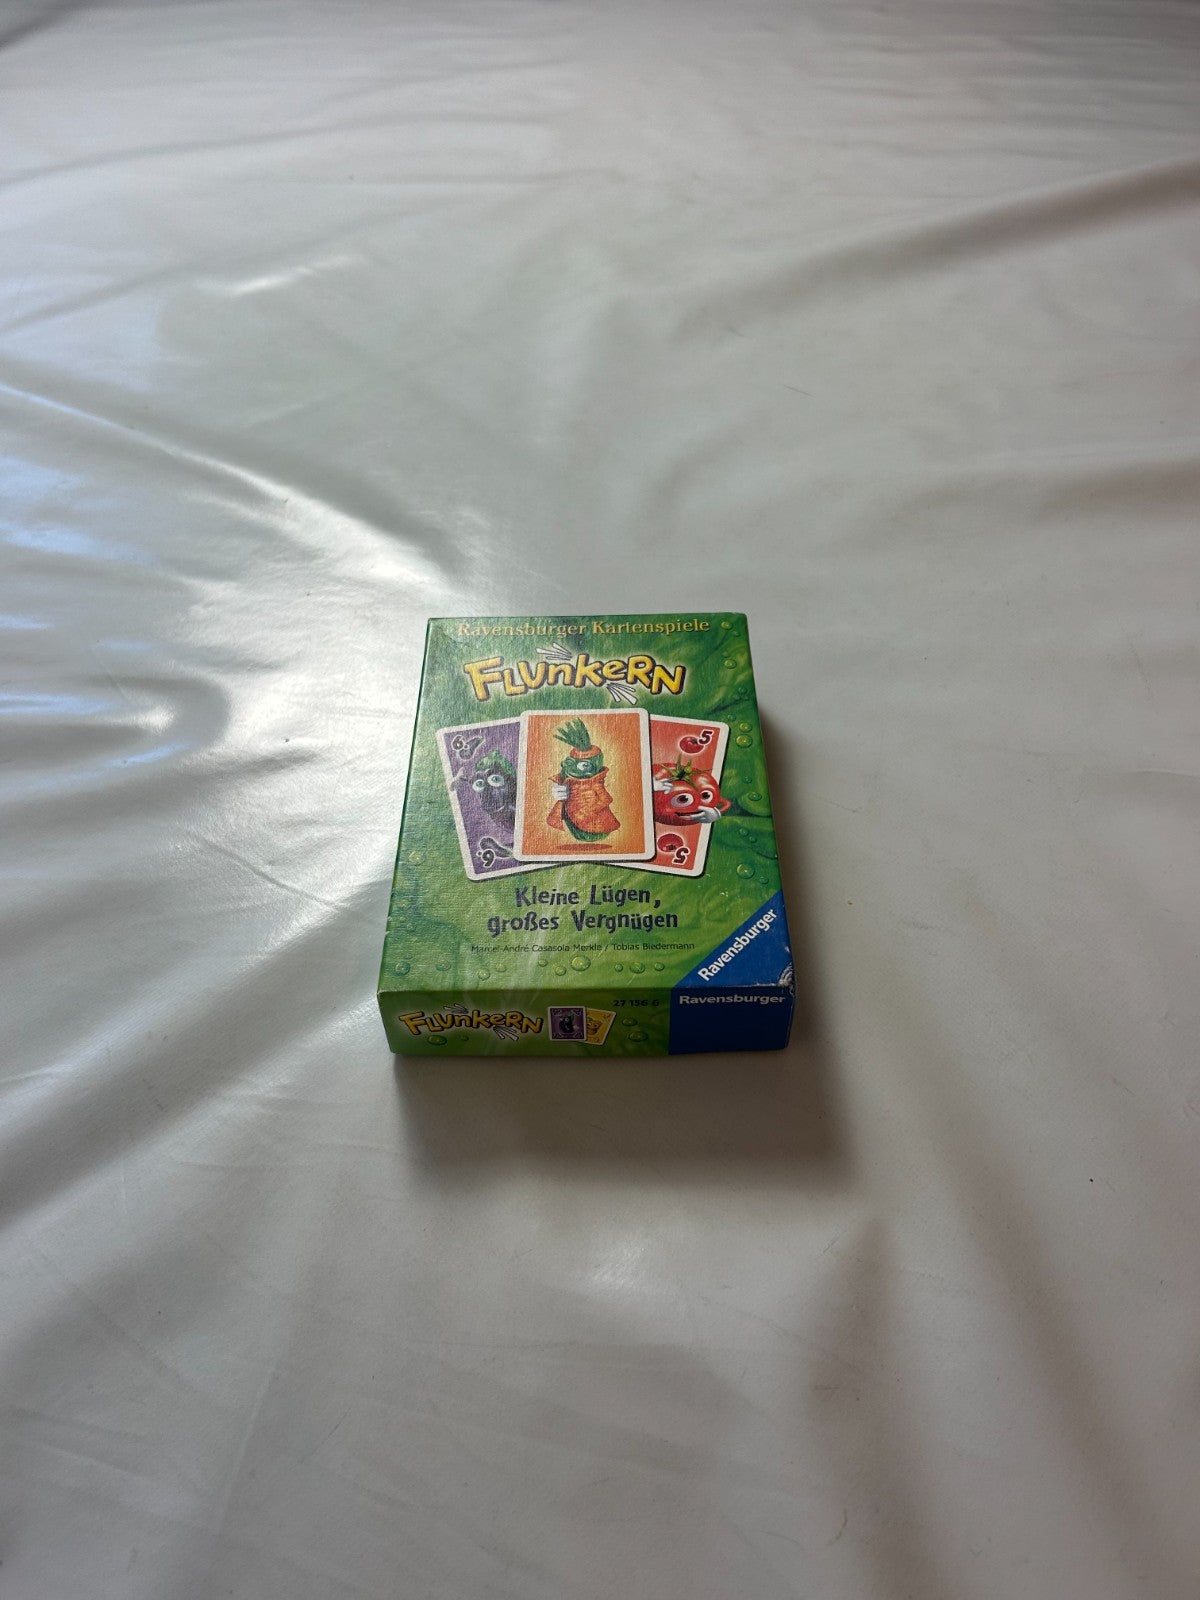 Ravensburger Kartenspiele
FLUNKERN
6
5
6
5
Kleine Lügen,
großes Vergnügen
Marcel-André Casasola Merkle / Tobias Biedermann
Ravensburger
FLUNKERN
27 156 0
Ravensburger